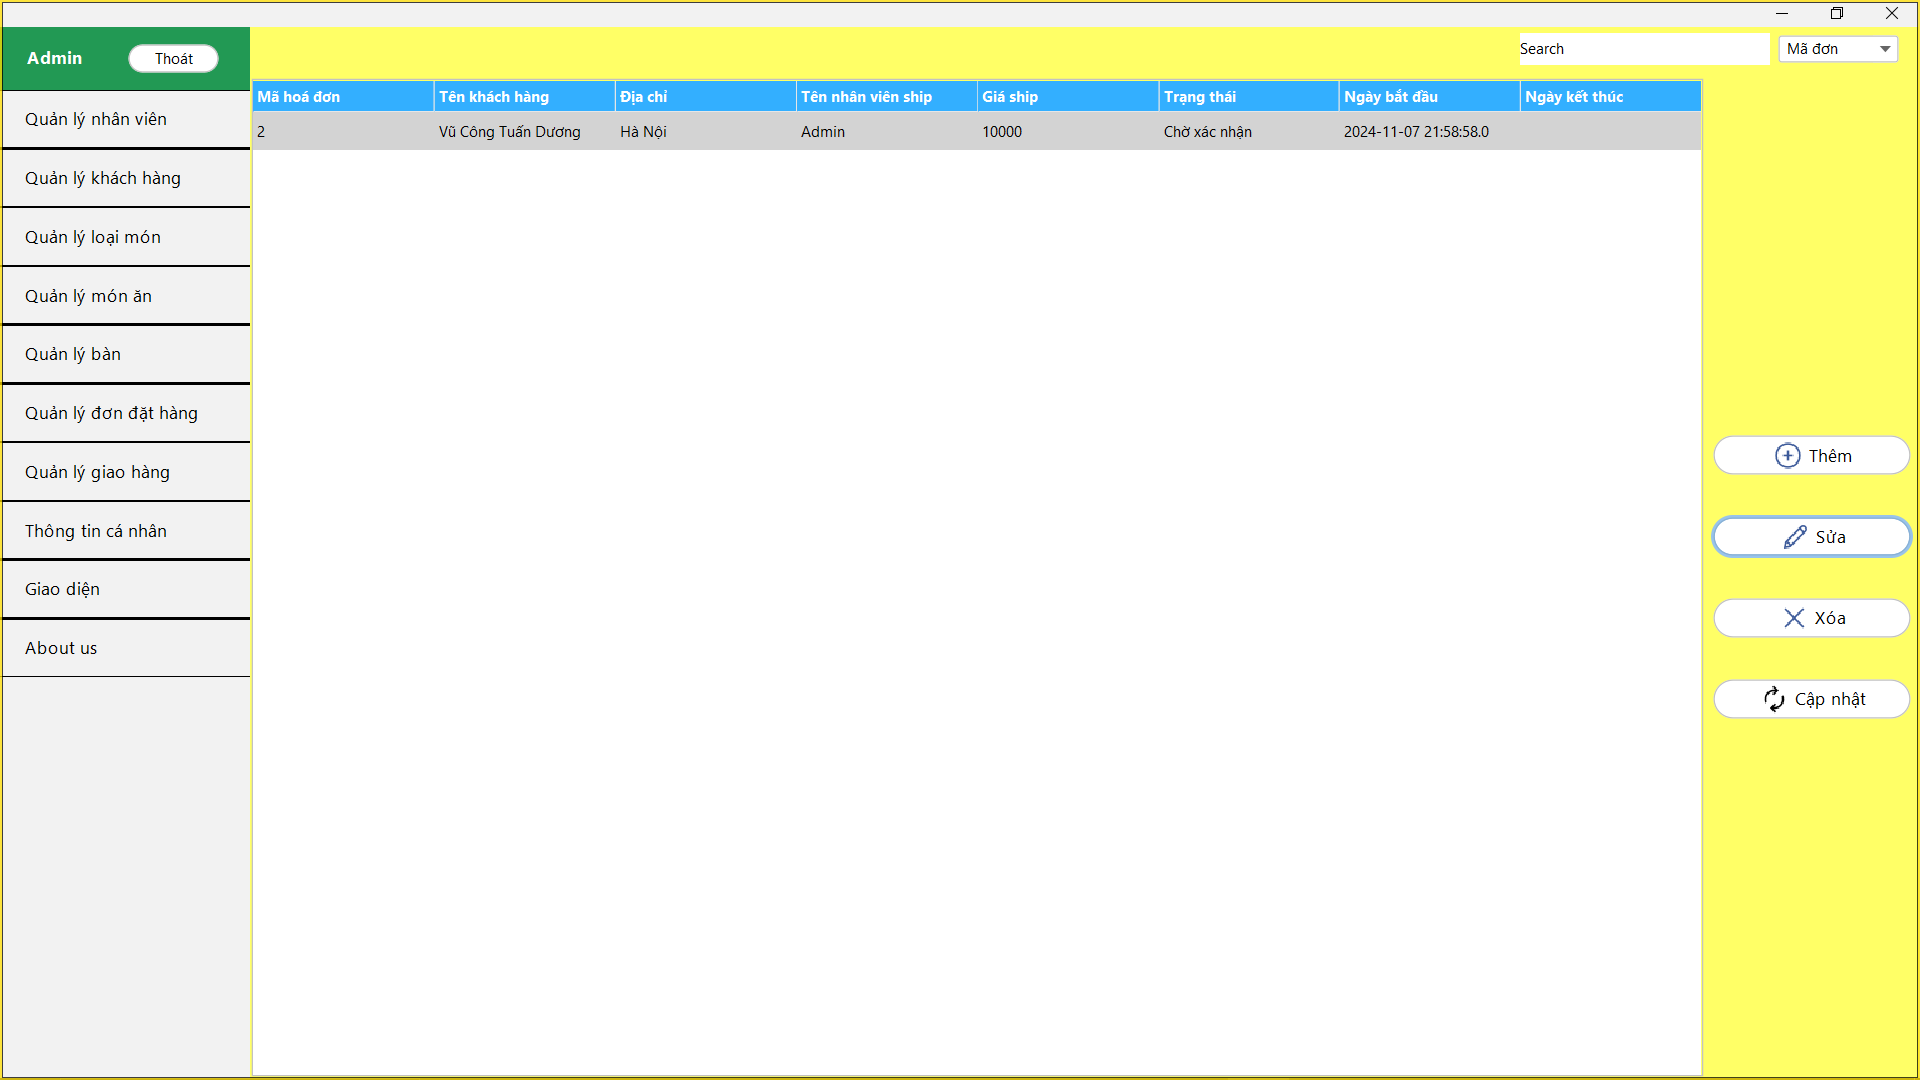 Admin
Thoát
Search
Mã đơn
Quản lý nhân viên
Quản lý khách hàng
Quản lý loại món
Quản lý món ăn
Quản lý bàn
Quản lý đơn đặt hàng
Quản lý giao hàng
Thông tin cá nhân
Giao diện
About us
Mã hoá đơn Tên khách hàng Địa chỉ Tên nhân viên ship Giá ship Trạng thái Ngày bắt đầu Ngày kết thúc
2 Vũ Công Tuấn Dương Hà Nội Admin 10000 Chờ xác nhận 2024-11-07 21:58:58.0
Thêm
Sửa
Xóa
Cập nhật